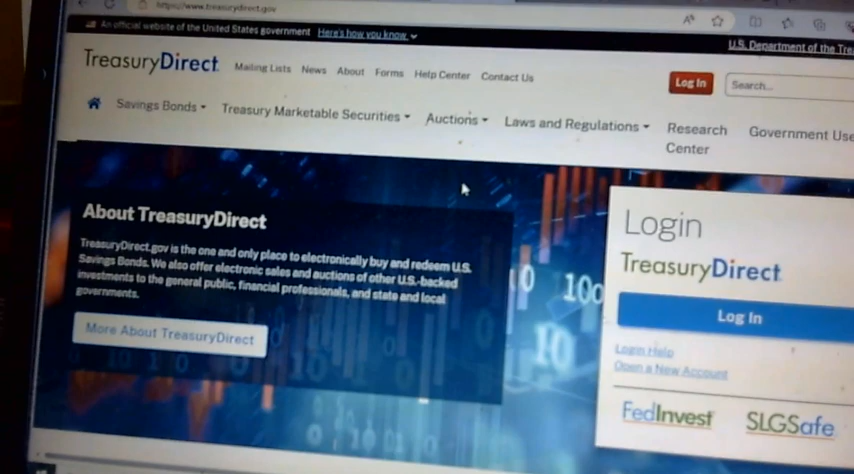 https://www.treasurydirect.gov
An official website of the United States government Here's how you know
U.S. Department of the Trea
TreasuryDirect
Mailing Lists News About Forms Help Center Contact Us
Log In
Search...
Savings Bonds Treasury Marketable Securities Auctions Laws and Regulations Research Center Government Use
About TreasuryDirect
TreasuryDirect.gov is the one and only place to electronically buy and redeem U.S.
Savings Bonds. We also offer electronic sales and auctions of other U.S.-backed
investments to the general public, financial professionals, and state and local
governments.
More About TreasuryDirect
10 100
10
Login
TreasuryDirect
Log In
Login Help
Open a New Account
FedInvest SLGSafe